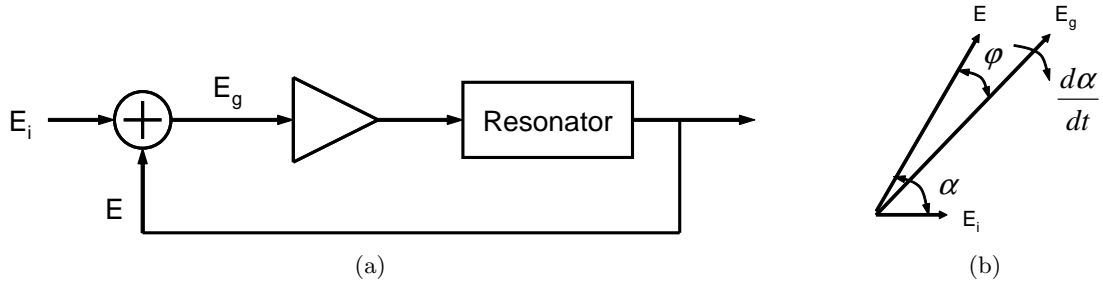 E_i
E_g
Resonator
E
(a)
E
E_g
φ
dα
dt
α
E_i
(b)